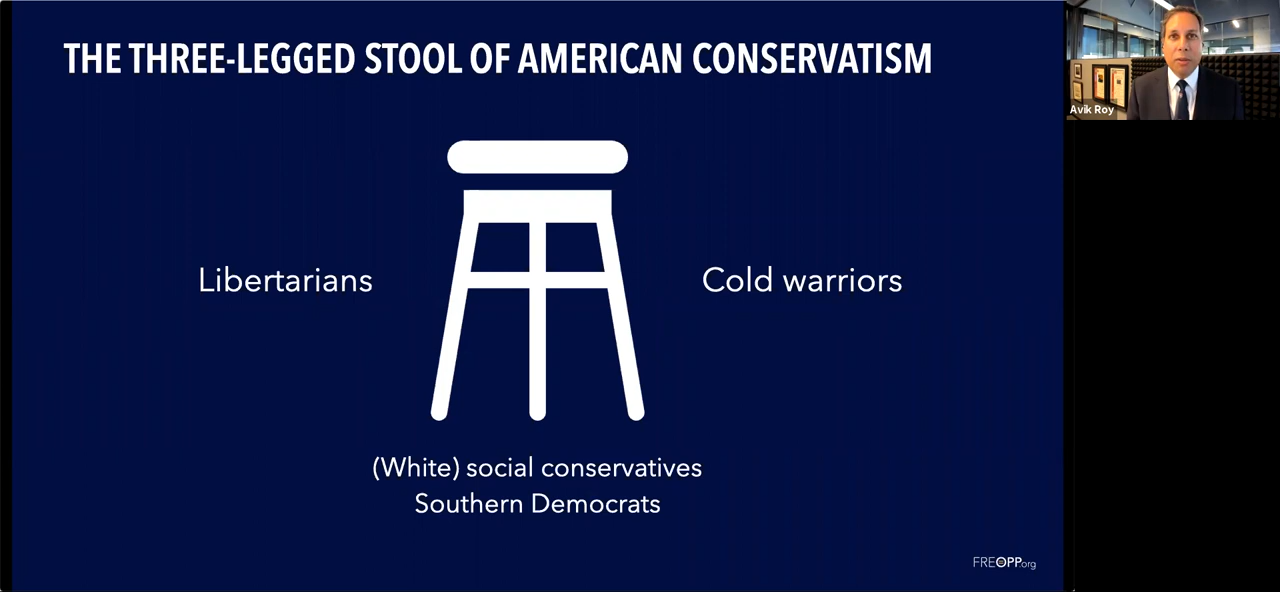 THE THREE-LEGGED STOOL OF AMERICAN CONSERVATISM
Avik Roy
Libertarians
Cold warriors
(White) social conservatives
Southern Democrats
FREOPP.org